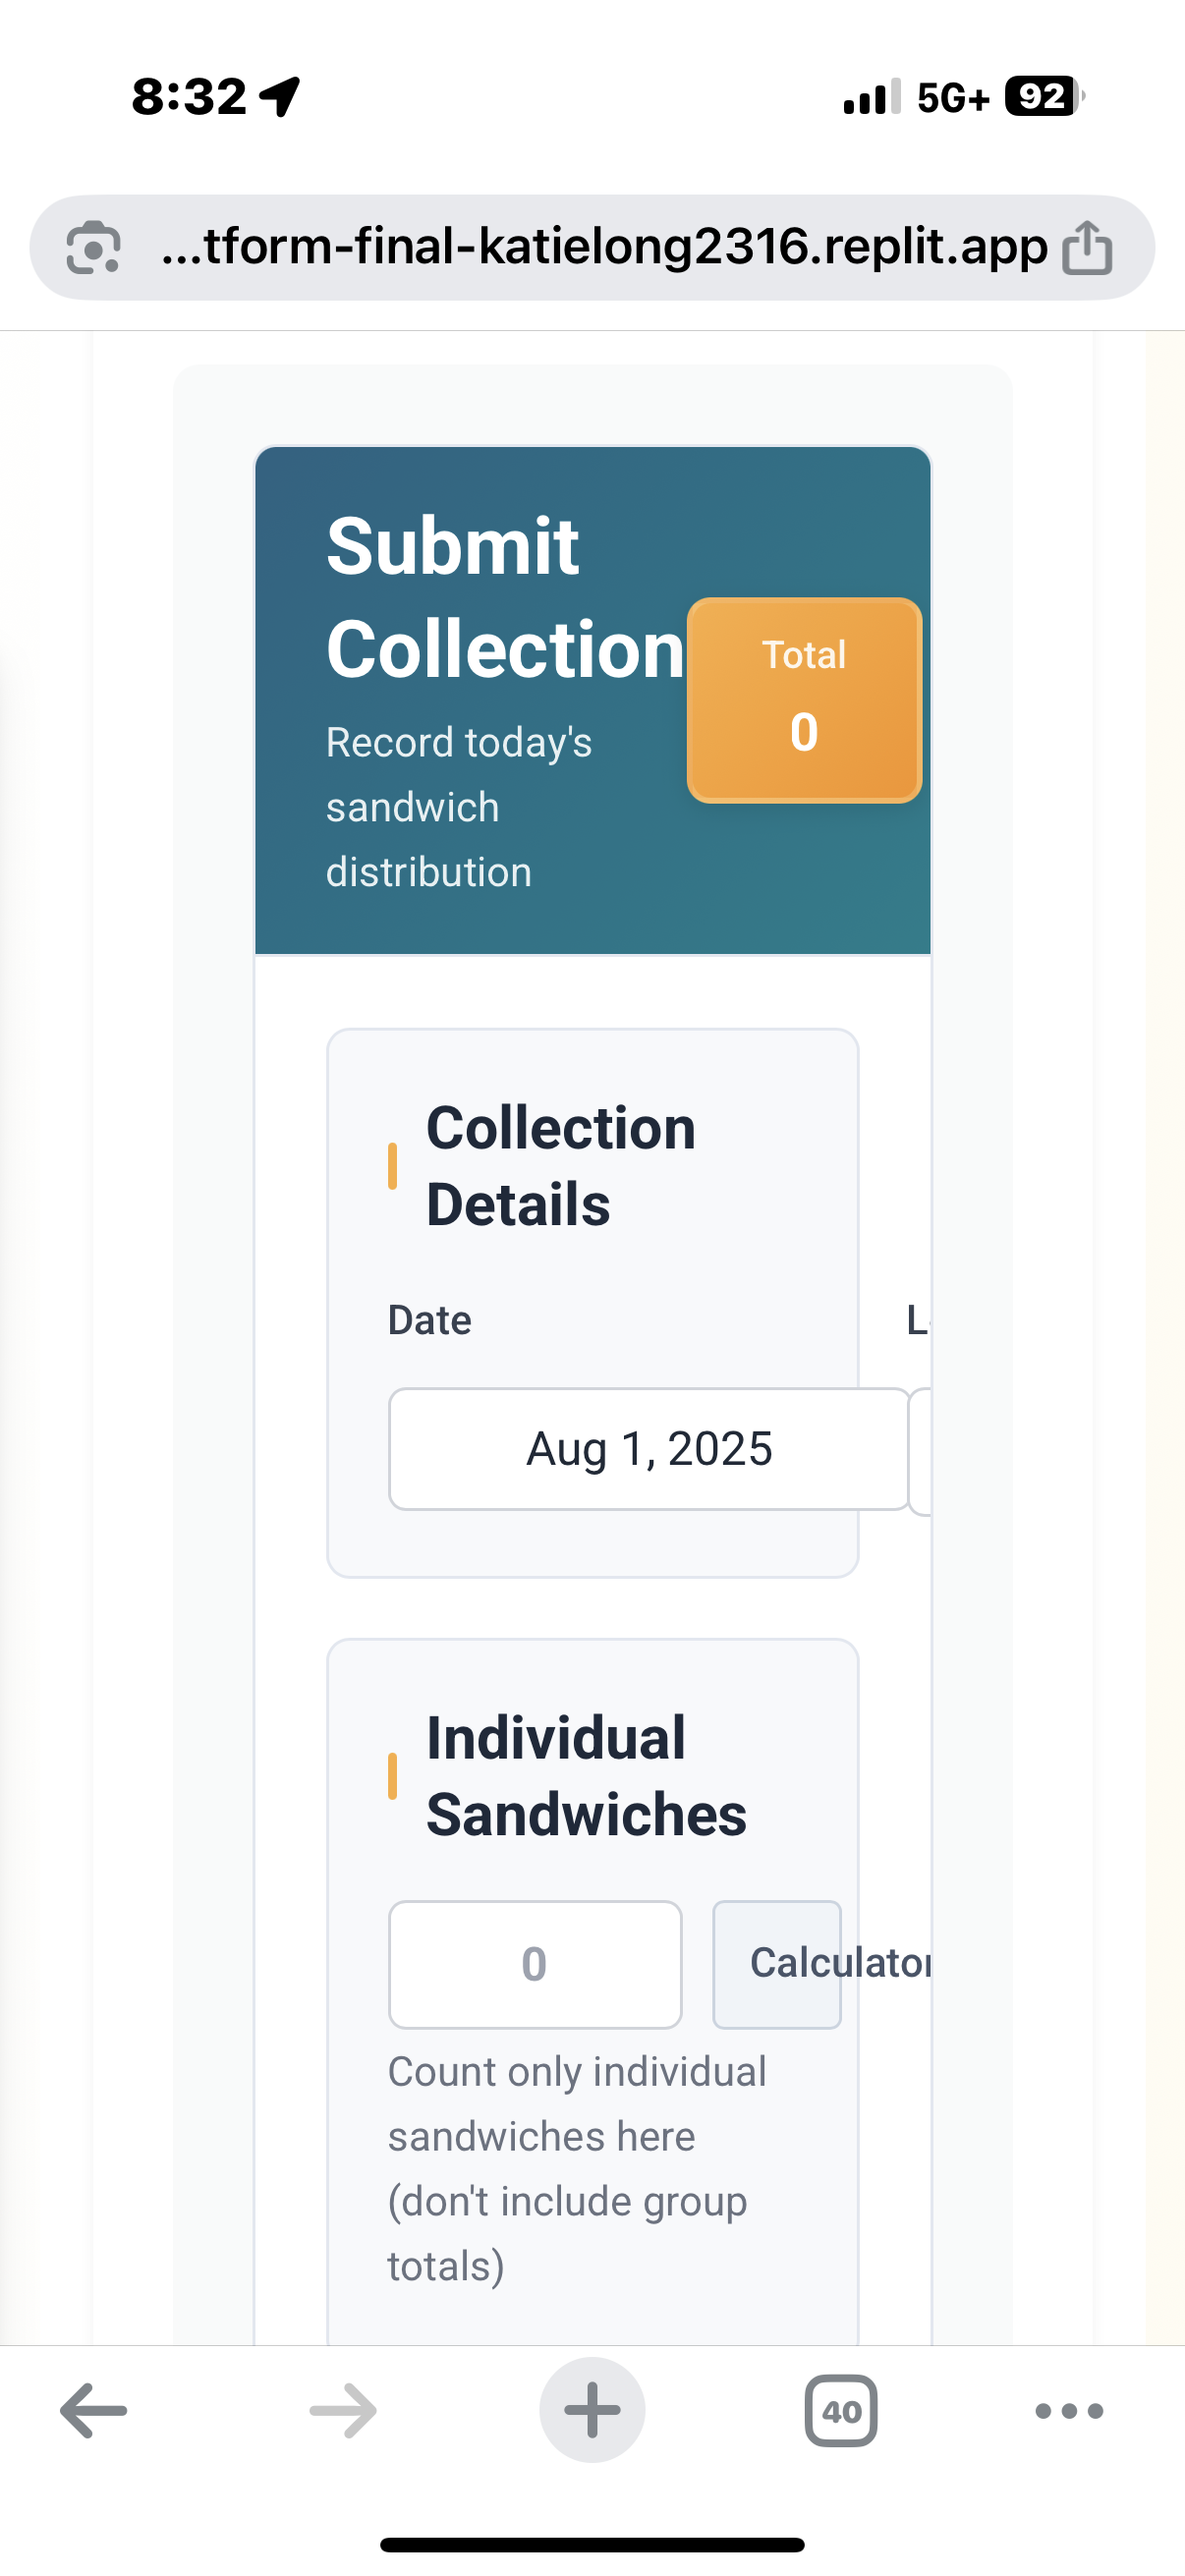 8:32
5G+ 92
...tform-final-katielong2316.replit.app
Submit
Collection
Total
0
Record today's
sandwich
distribution
Collection
Details
Date
Aug 1, 2025
Individual
Sandwiches
0
Calculator
Count only individual
sandwiches here
(don't include group
totals)
40